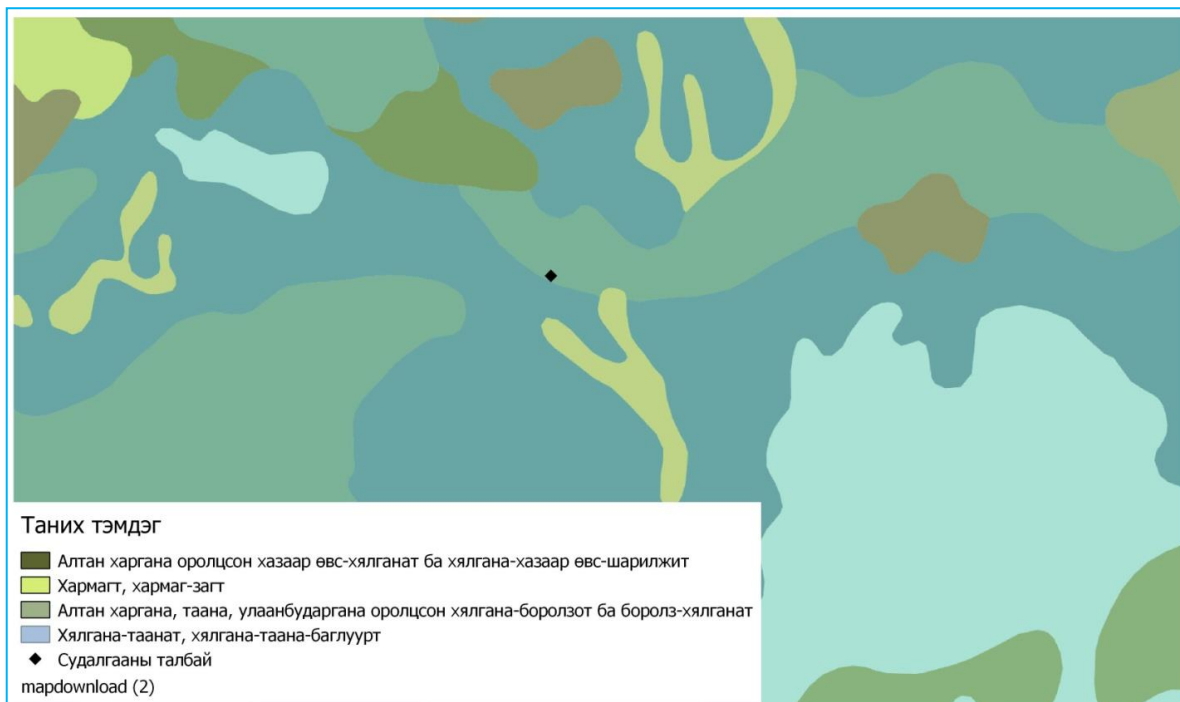 Таних тэмдэг
Алтан харгана оролцсон хазаар өвс-хялганат ба хялгана-хазаар өвс-шарилжит
Хармагт, хармаг-загт
Алтан харгана, таана, улаанбударгана оролцсон хялгана-боролзот ба боролз-хялганат
Хялгана-таанат, хялгана-таана-баглуурт
Судалгааны талбай
mapdownload (2)